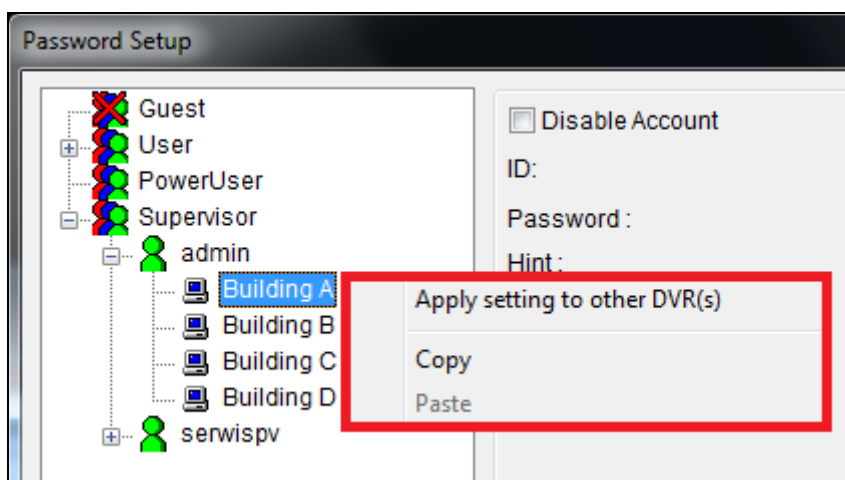 Password Setup
Guest
User
PowerUser
Supervisor
admin
Building A
Building B
Building C
Building D
serwispv
Disable Account
ID:
Password :
Hint :
Apply setting to other DVR(s)
Copy
Paste